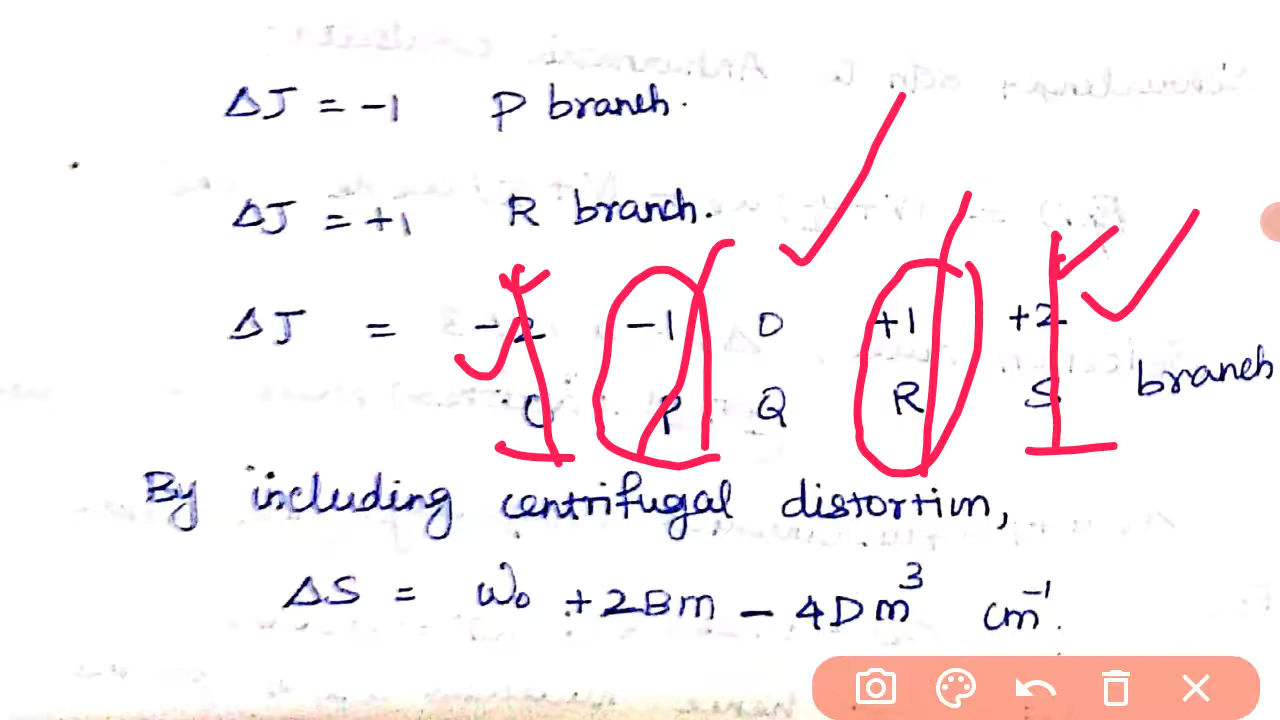 ΔJ = -1 P branch.
ΔJ = +1 R branch.
ΔJ = -2 -1 0 +1 +2
O P Q R S branch
By including centrifugal distortion,
ΔS = ω₀ + 2Bm - 4Dm³ cm⁻¹.